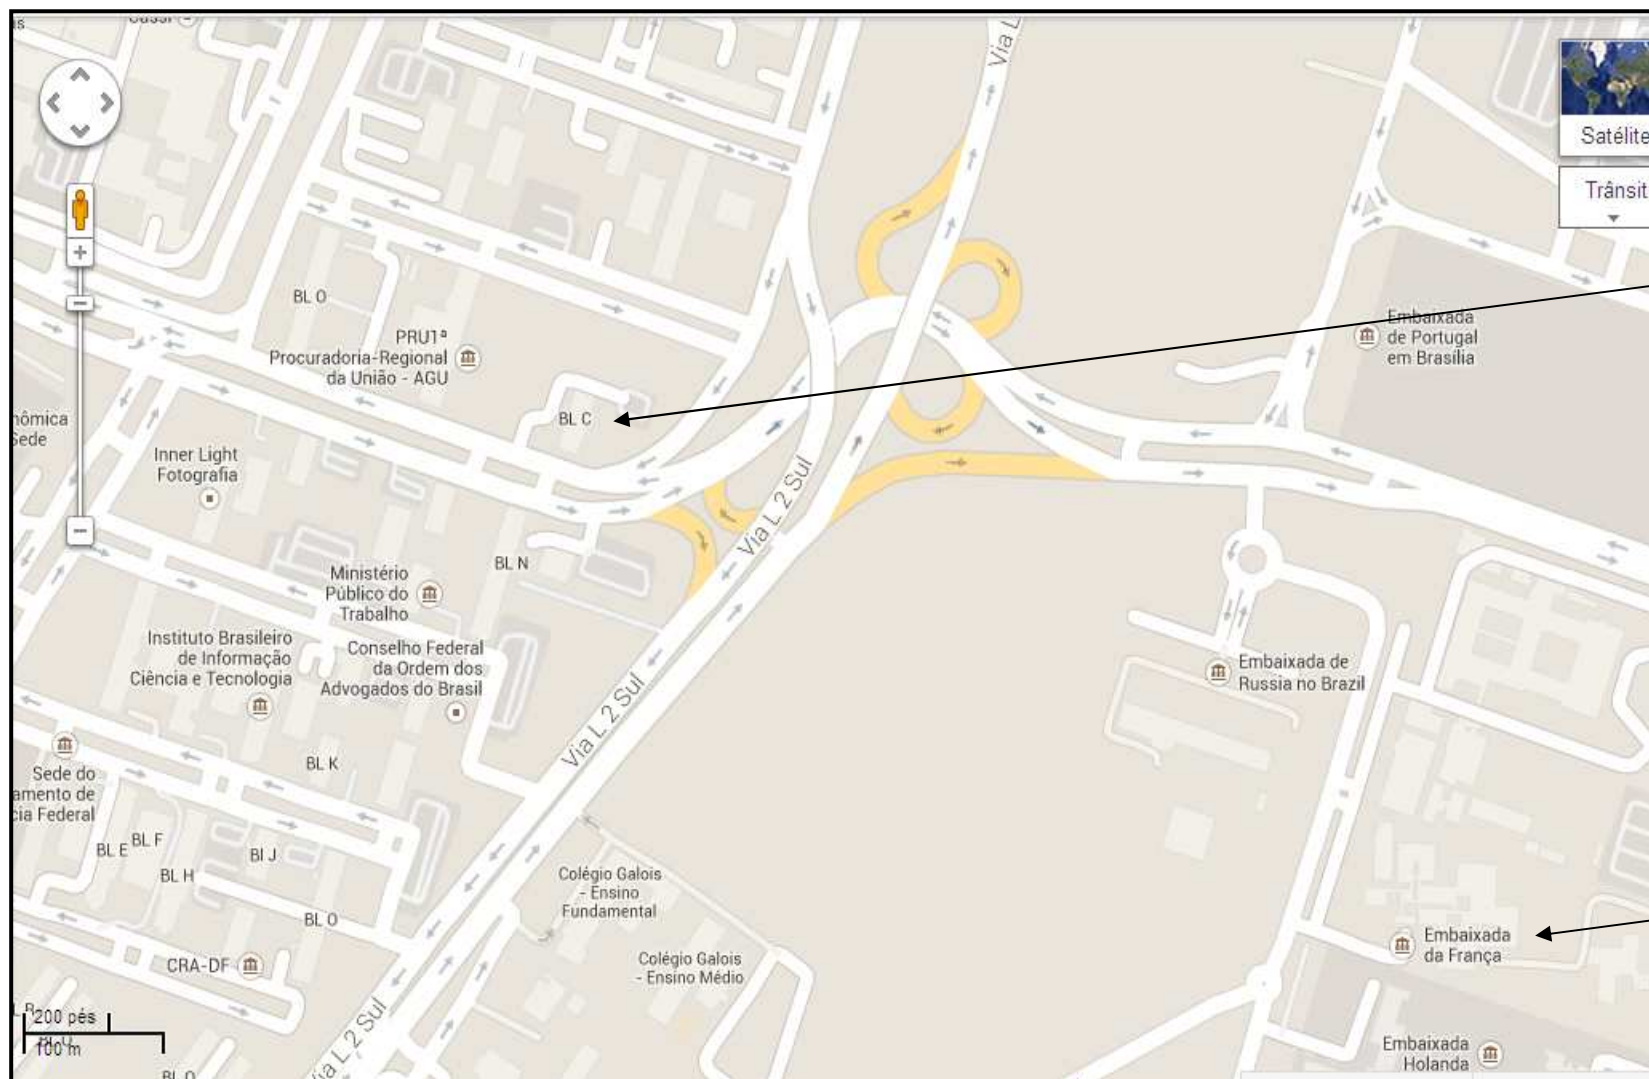 Cassi
Via L
Satélite
Trânsit
BL O
PRU1ª
Procuradoria-Regional
da União - AGU
Embaixada
de Portugal
em Brasília
BL C
nômica
Sede
Inner Light
Fotografia
Via L 2 Sul
BL N
Ministério
Público do
Trabalho
Instituto Brasileiro
de Informação
Ciência e Tecnologia
Conselho Federal
da Ordem dos
Advogados do Brasil
Embaixada de
Russia no Brazil
Via L 2 Sul
BL K
Sede do
amento de
cia Federal
BL E
BL F
BI J
BL H
BL O
Colégio Galois
- Ensino
Fundamental
Colégio Galois
- Ensino Médio
CRA-DF
Embaixada
da França
200 pés
100 m
Via L 2 Sul
Embaixada
Holanda